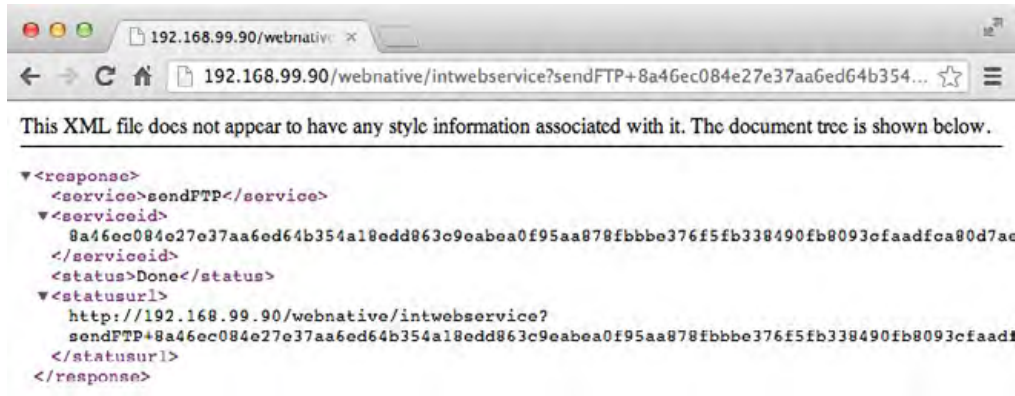 192.168.99.90/webnative
192.168.99.90/webnative/intwebservice?sendFTP+8a46ec084e27e37aa6ed64b354...
This XML file does not appear to have any style information associated with it. The document tree is shown below.
▼<response>
<service>sendFTP</service>
▼<serviceid>
8a46ec084e27e37aa6ed64b354a18edd863c9eabea0f95aa878fbbbe376f5fb338490fb8093cfaadfca80d7ae
</serviceid>
<status>Done</status>
▼<statusurl>
http://192.168.99.90/webnative/intwebservice?
sendFTP+8a46ec084e27e37aa6ed64b354a18edd863c9eabea0f95aa878fbbbe376f5fb338490fb8093cfaadf
</statusurl>
</response>